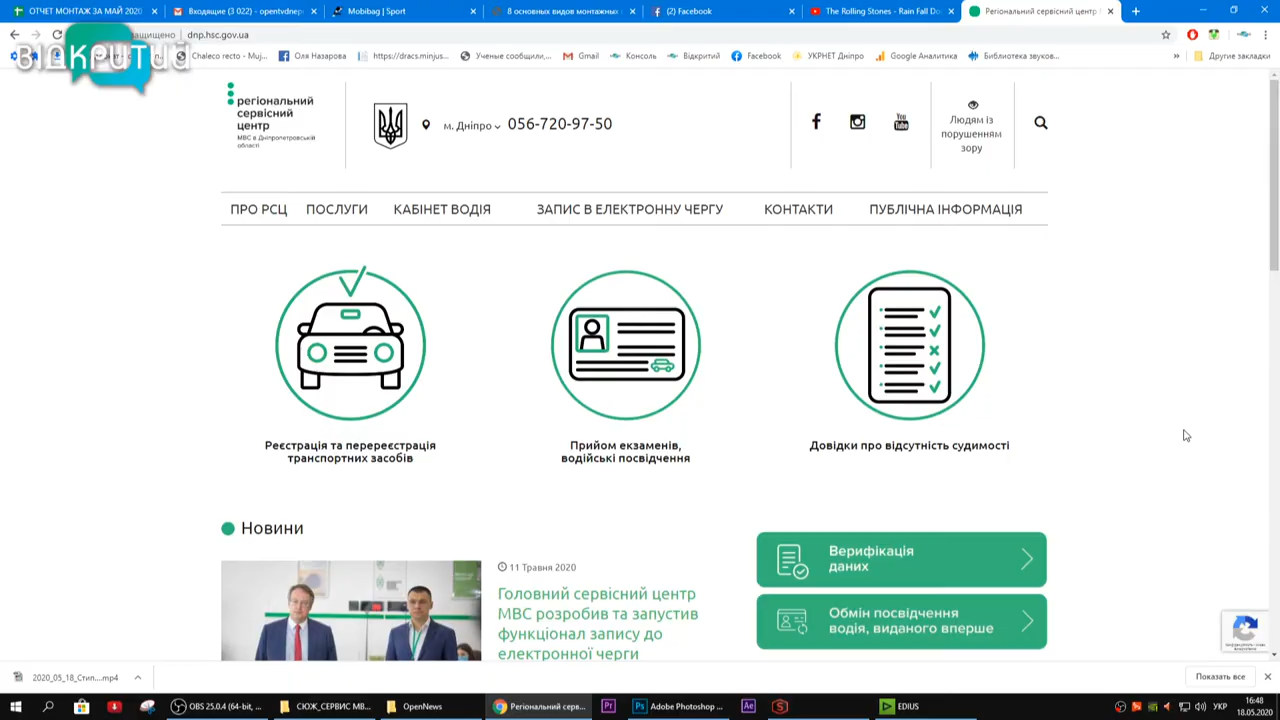 ОТЧЕТ МОНТАЖ ЗА МАЙ 2020
Входящие (3 022) - opentvdnep
Mobibag | Sport
8 основных видов монтажных
(2) Facebook
The Rolling Stones - Rain Fall Do
Регіональний сервісний центр
dnp.hsc.gov.ua
ВІДКРИТИЙ
Chaleco recto - Muj...
Оля Назарова
https://dracs.minjus...
Ученые сообщили,...
Gmail
Консоль
Відкритий
Facebook
УКРНЕТ Дніпро
Google Аналитика
Библиотека звуков...
»
Другие закладки
регіональний
сервісний
центр
МВС в Дніпропетровській
області
м. Дніпро
056-720-97-50
You
Tube
Людям із
порушенням
зору
ПРО РСЦ
ПОСЛУГИ
КАБІНЕТ ВОДІЯ
ЗАПИС В ЕЛЕКТРОННУ ЧЕРГУ
КОНТАКТИ
ПУБЛІЧНА ІНФОРМАЦІЯ
Реєстрація та перереєстрація
транспортних засобів
Прийом екзаменів,
водійські посвідчення
Довідки про відсутність судимості
Новини
11 Травня 2020
Головний сервісний центр
МВС розробив та запустив
функціонал запису до
електронної черги
Верифікація
даних
Обмін посвідчення
водія, виданого вперше
2020_05_18_Стип....mp4
Показать все
OBS 25.0.4 (64-bit, ...
СЮЖ_СЕРВИС МВ...
OpenNews
Регіональний серв...
Pr
Ps
Adobe Photoshop ...
Ae
EDIUS
УКР
16:48
18.05.2020